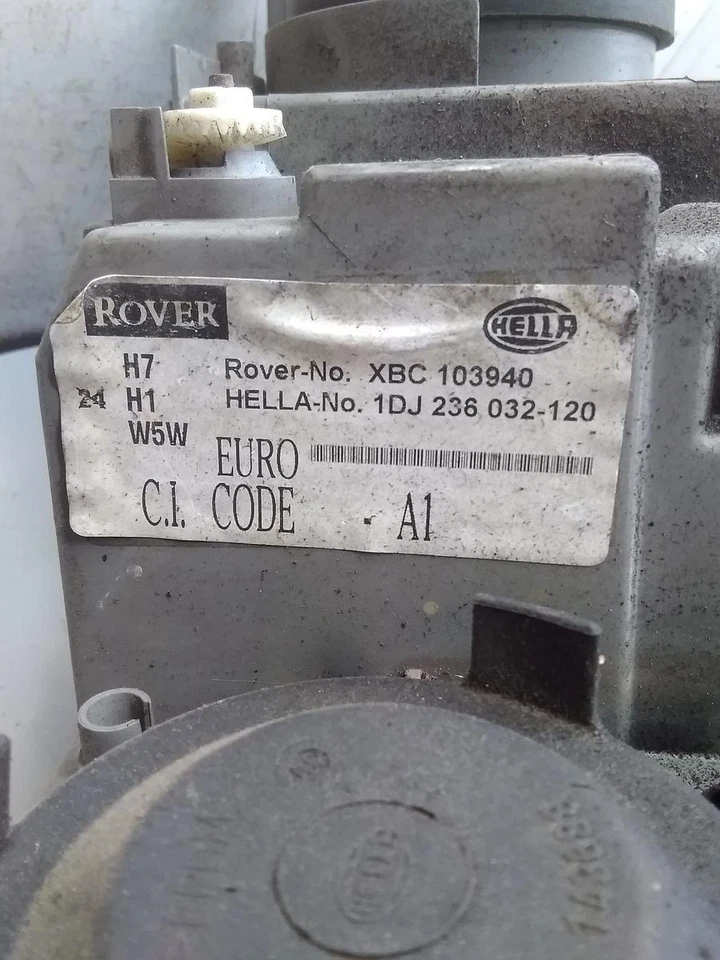 ROVER
HELLA
H7 Rover-No. XBC 103940
24 H1 HELLA-No. 1DJ 236 032-120
W5W
EURO
C.I. CODE - A1
HELLA